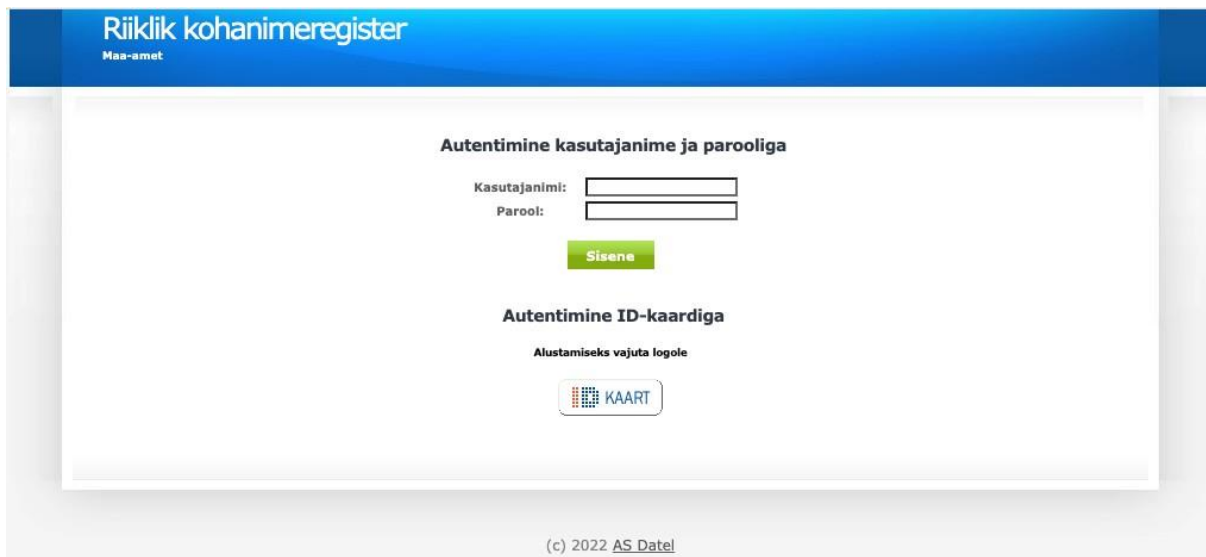 Riiklik kohanimeregister
Maa-amet
Autentimine kasutajanime ja parooliga
Kasutajanimi:
Parool:
Sisene
Autentimine ID-kaardiga
Alustamiseks vajuta logole
ID KAART
(c) 2022 AS Datel